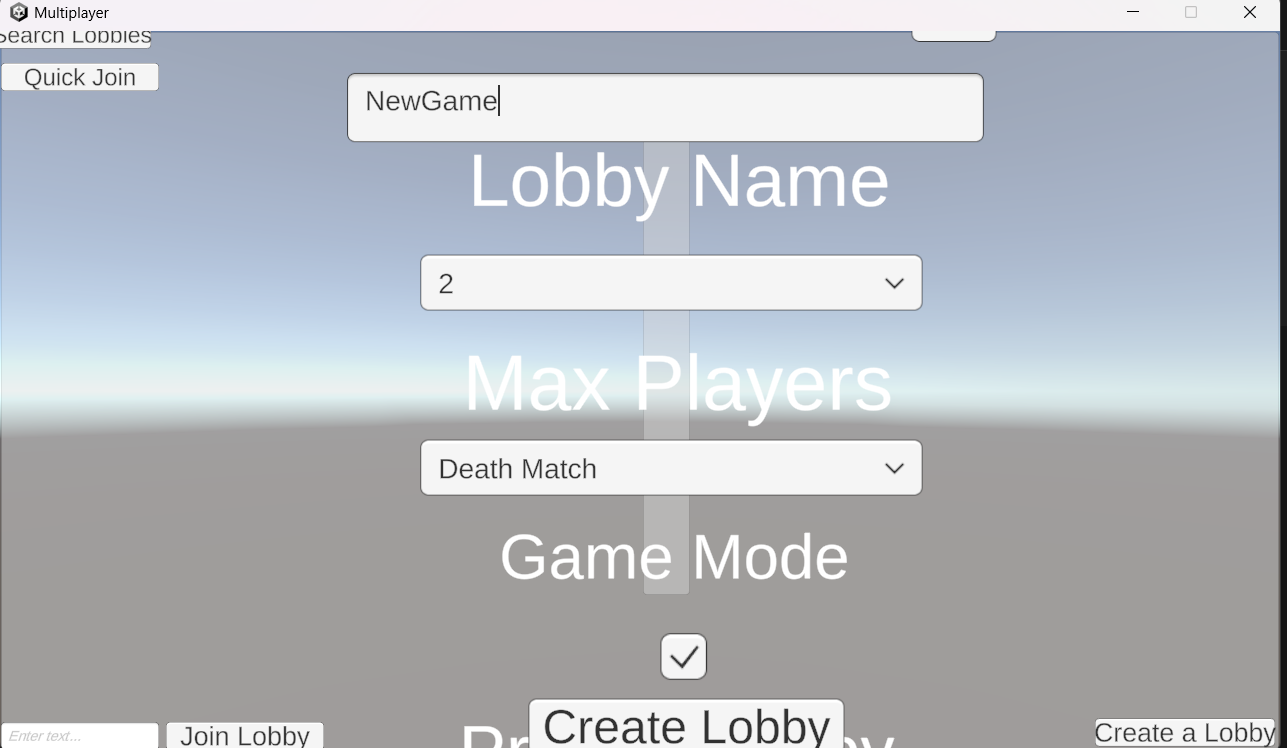 Multiplayer
Search Lobbies
Quick Join
NewGame
Lobby Name
2
Max Players
Death Match
Game Mode
Create Lobby
Enter text...
Join Lobby
Create a Lobby